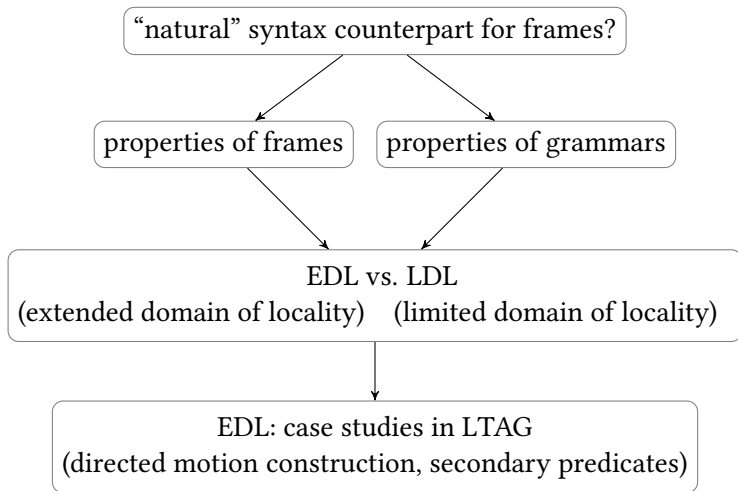 “natural” syntax counterpart for frames?
properties of frames
properties of grammars
EDL vs. LDL
(extended domain of locality) (limited domain of locality)
EDL: case studies in LTAG
(directed motion construction, secondary predicates)